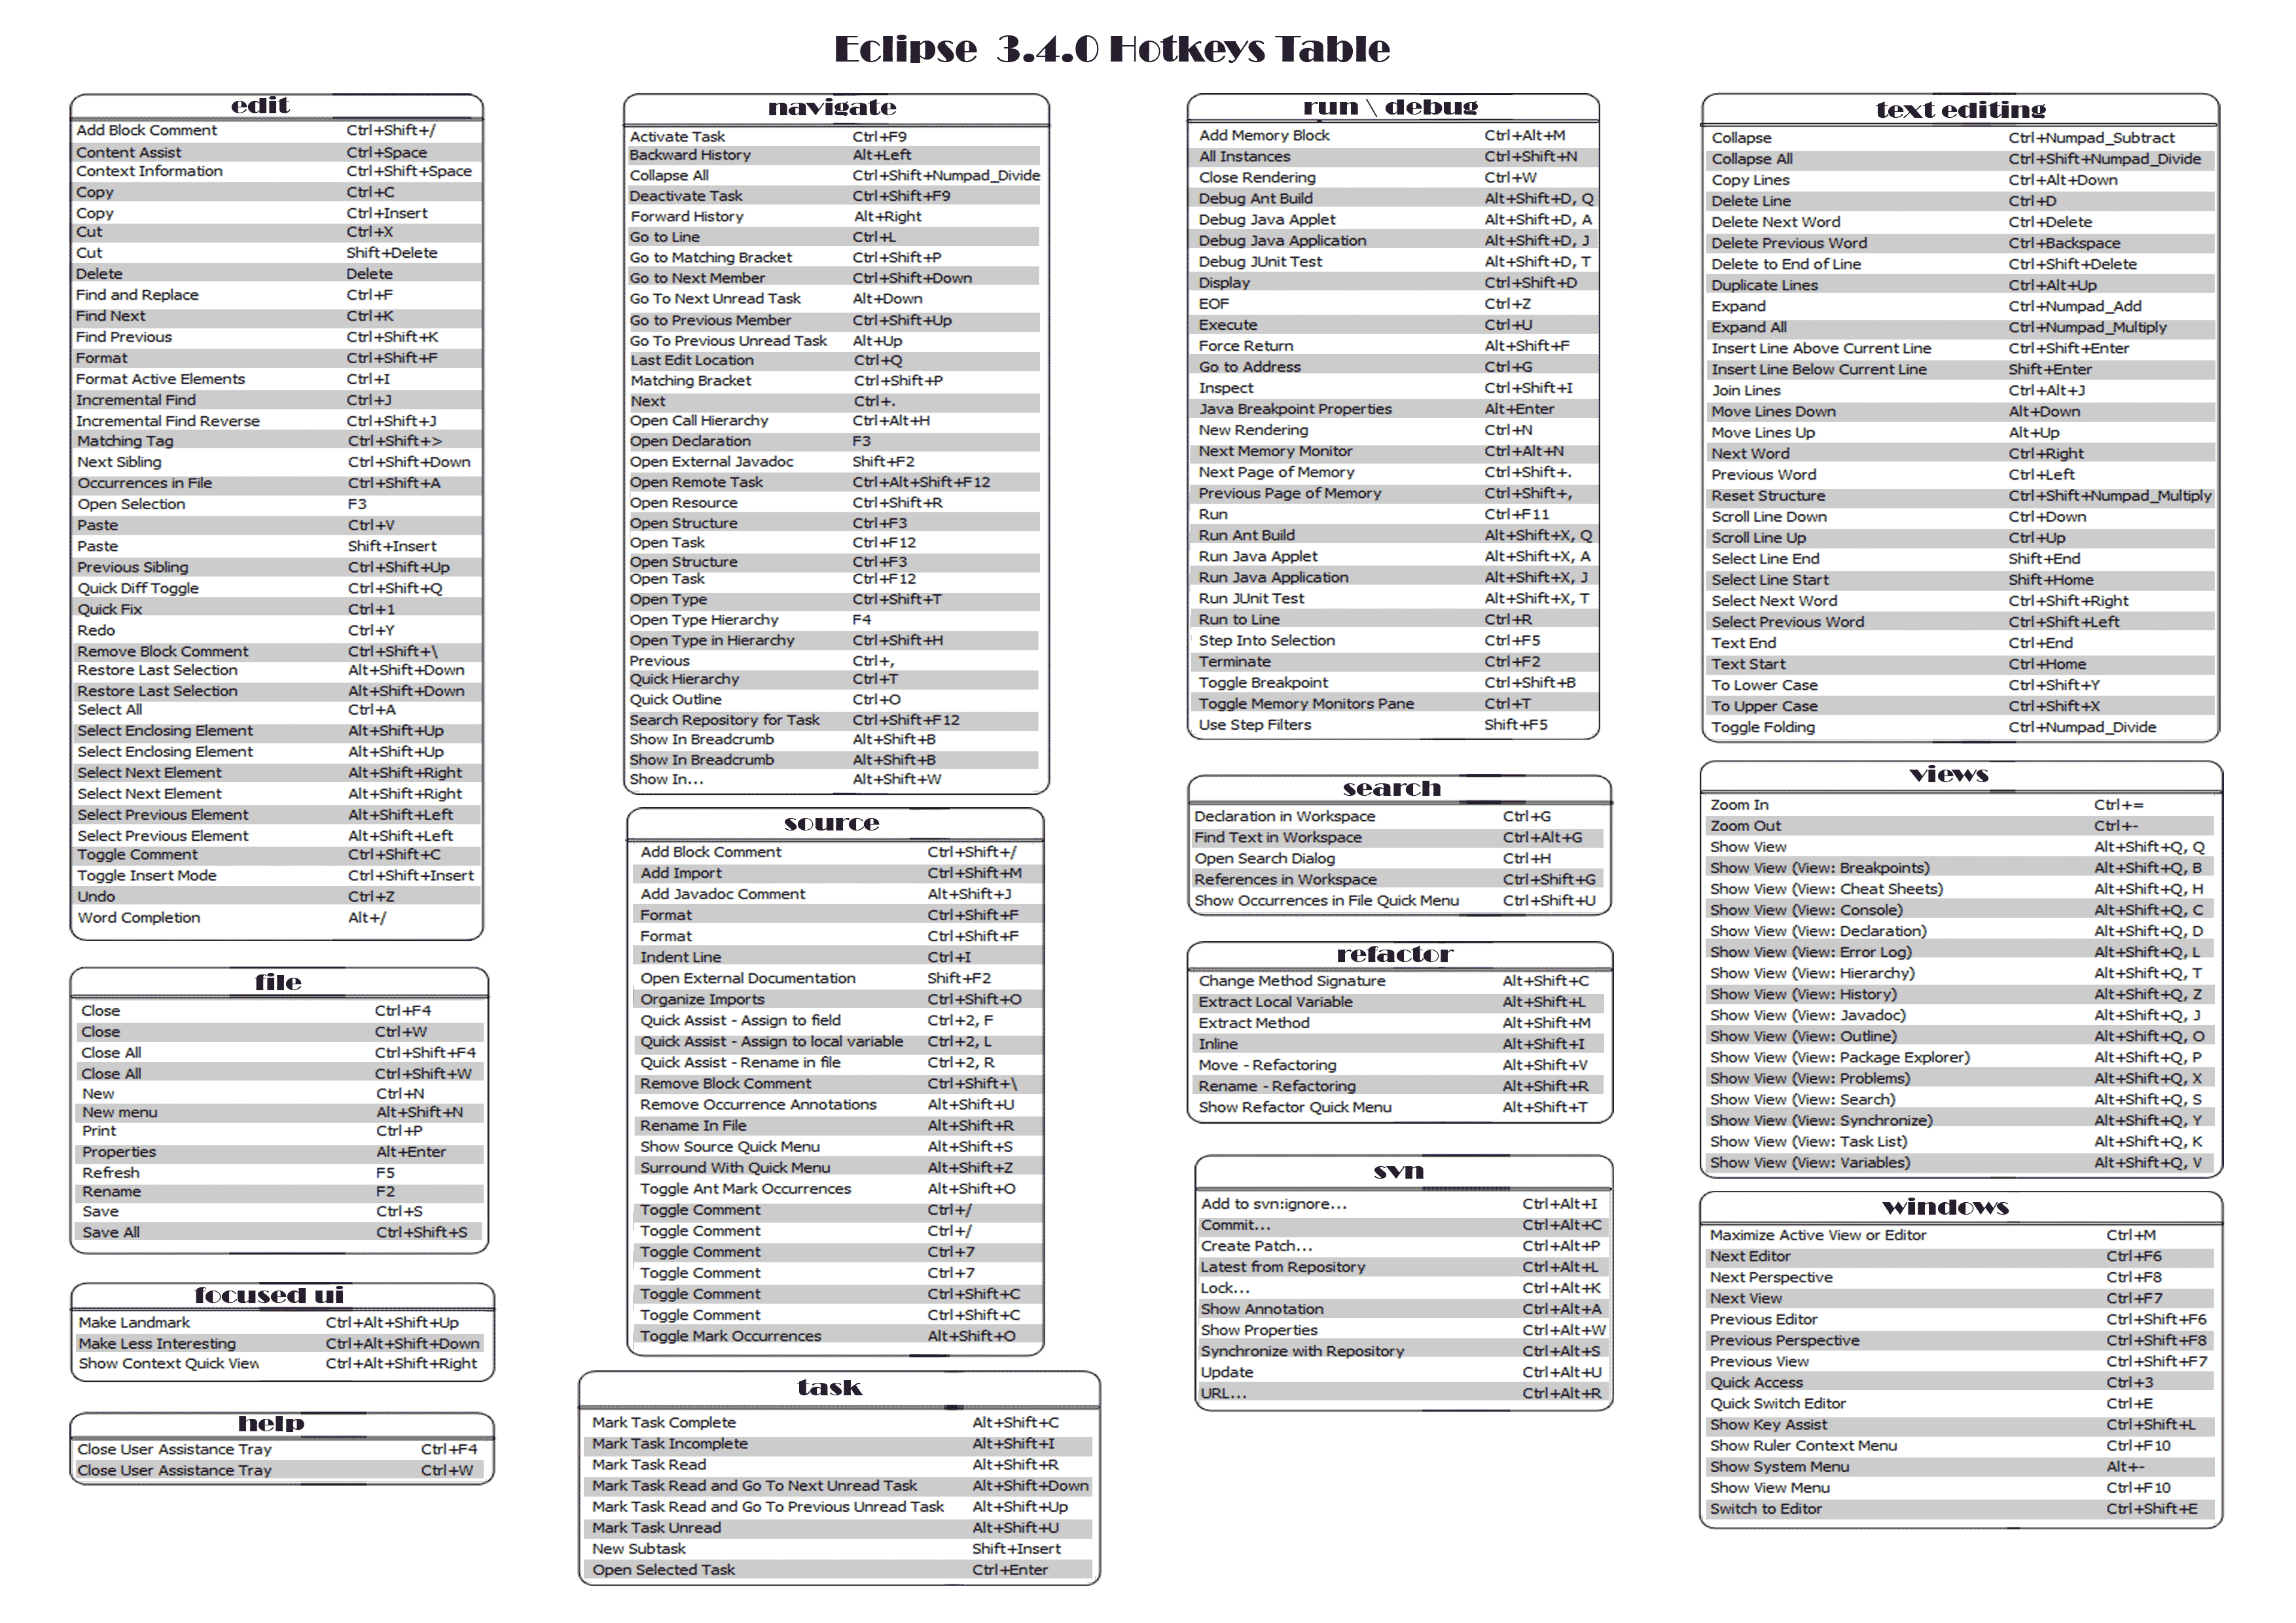 Eclipse 3.4.0 Hotkeys Table
edit
Add Block Comment Ctrl+Shift+/
Content Assist Ctrl+Space
Context Information Ctrl+Shift+Space
Copy Ctrl+C
Copy Ctrl+Insert
Cut Ctrl+X
Cut Shift+Delete
Delete Delete
Find and Replace Ctrl+F
Find Next Ctrl+K
Find Previous Ctrl+Shift+K
Format Ctrl+Shift+F
Format Active Elements Ctrl+I
Incremental Find Ctrl+J
Incremental Find Reverse Ctrl+Shift+J
Matching Tag Ctrl+Shift+>
Next Sibling Ctrl+Shift+Down
Occurrences in File Ctrl+Shift+A
Open Selection F3
Paste Ctrl+V
Paste Shift+Insert
Previous Sibling Ctrl+Shift+Up
Quick Diff Toggle Ctrl+Shift+Q
Quick Fix Ctrl+1
Redo Ctrl+Y
Remove Block Comment Ctrl+Shift+\
Restore Last Selection Alt+Shift+Down
Restore Last Selection Alt+Shift+Down
Select All Ctrl+A
Select Enclosing Element Alt+Shift+Up
Select Enclosing Element Alt+Shift+Up
Select Next Element Alt+Shift+Right
Select Next Element Alt+Shift+Right
Select Previous Element Alt+Shift+Left
Select Previous Element Alt+Shift+Left
Toggle Comment Ctrl+Shift+C
Toggle Insert Mode Ctrl+Shift+Insert
Undo Ctrl+Z
Word Completion Alt+/
file
Close Ctrl+F4
Close Ctrl+W
Close All Ctrl+Shift+F4
Close All Ctrl+Shift+W
New Ctrl+N
New menu Alt+Shift+N
Print Ctrl+P
Properties Alt+Enter
Refresh F5
Rename F2
Save Ctrl+S
Save All Ctrl+Shift+S
focused ui
Make Landmark Ctrl+Alt+Shift+Up
Make Less Interesting Ctrl+Alt+Shift+Down
Show Context Quick View Ctrl+Alt+Shift+Right
help
Close User Assistance Tray Ctrl+F4
Close User Assistance Tray Ctrl+W
navigate
Activate Task Ctrl+F9
Backward History Alt+Left
Collapse All Ctrl+Shift+Numpad_Divide
Deactivate Task Ctrl+Shift+F9
Forward History Alt+Right
Go to Line Ctrl+L
Go to Matching Bracket Ctrl+Shift+P
Go to Next Member Ctrl+Shift+Down
Go To Next Unread Task Alt+Down
Go to Previous Member Ctrl+Shift+Up
Go To Previous Unread Task Alt+Up
Last Edit Location Ctrl+Q
Matching Bracket Ctrl+Shift+P
Next Ctrl+.
Open Call Hierarchy Ctrl+Alt+H
Open Declaration F3
Open External Javadoc Shift+F2
Open Remote Task Ctrl+Alt+Shift+F12
Open Resource Ctrl+Shift+R
Open Structure Ctrl+F3
Open Task Ctrl+F12
Open Structure Ctrl+F3
Open Task Ctrl+F12
Open Type Ctrl+Shift+T
Open Type Hierarchy F4
Open Type in Hierarchy Ctrl+Shift+H
Previous Ctrl+,
Quick Hierarchy Ctrl+T
Quick Outline Ctrl+O
Search Repository for Task Ctrl+Shift+F12
Show In Breadcrumb Alt+Shift+B
Show In Breadcrumb Alt+Shift+B
Show In... Alt+Shift+W
source
Add Block Comment Ctrl+Shift+/
Add Import Ctrl+Shift+M
Add Javadoc Comment Alt+Shift+J
Format Ctrl+Shift+F
Format Ctrl+Shift+F
Indent Line Ctrl+I
Open External Documentation Shift+F2
Organize Imports Ctrl+Shift+O
Quick Assist - Assign to field Ctrl+2, F
Quick Assist - Assign to local variable Ctrl+2, L
Quick Assist - Rename in file Ctrl+2, R
Remove Block Comment Ctrl+Shift+\
Remove Occurrence Annotations Alt+Shift+U
Rename In File Alt+Shift+R
Show Source Quick Menu Alt+Shift+S
Surround With Quick Menu Alt+Shift+Z
Toggle Ant Mark Occurrences Alt+Shift+O
Toggle Comment Ctrl+/
Toggle Comment Ctrl+/
Toggle Comment Ctrl+7
Toggle Comment Ctrl+7
Toggle Comment Ctrl+Shift+C
Toggle Comment Ctrl+Shift+C
Toggle Mark Occurrences Alt+Shift+O
task
Mark Task Complete Alt+Shift+C
Mark Task Incomplete Alt+Shift+I
Mark Task Read Alt+Shift+R
Mark Task Read and Go To Next Unread Task Alt+Shift+Down
Mark Task Read and Go To Previous Unread Task Alt+Shift+Up
Mark Task Unread Alt+Shift+U
New Subtask Shift+Insert
Open Selected Task Ctrl+Enter
run \ debug
Add Memory Block Ctrl+Alt+M
All Instances Ctrl+Shift+N
Close Rendering Ctrl+W
Debug Ant Build Alt+Shift+D, Q
Debug Java Applet Alt+Shift+D, A
Debug Java Application Alt+Shift+D, J
Debug JUnit Test Alt+Shift+D, T
Display Ctrl+Shift+D
EOF Ctrl+Z
Execute Ctrl+U
Force Return Alt+Shift+F
Go to Address Ctrl+G
Inspect Ctrl+Shift+I
Java Breakpoint Properties Alt+Enter
New Rendering Ctrl+N
Next Memory Monitor Ctrl+Alt+N
Next Page of Memory Ctrl+Shift+.
Previous Page of Memory Ctrl+Shift+,
Run Ctrl+F11
Run Ant Build Alt+Shift+X, Q
Run Java Applet Alt+Shift+X, A
Run Java Application Alt+Shift+X, J
Run JUnit Test Alt+Shift+X, T
Run to Line Ctrl+R
Step Into Selection Ctrl+F5
Terminate Ctrl+F2
Toggle Breakpoint Ctrl+Shift+B
Toggle Memory Monitors Pane Ctrl+T
Use Step Filters Shift+F5
search
Declaration in Workspace Ctrl+G
Find Text in Workspace Ctrl+Alt+G
Open Search Dialog Ctrl+H
References in Workspace Ctrl+Shift+G
Show Occurrences in File Quick Menu Ctrl+Shift+U
refactor
Change Method Signature Alt+Shift+C
Extract Local Variable Alt+Shift+L
Extract Method Alt+Shift+M
Inline Alt+Shift+I
Move - Refactoring Alt+Shift+V
Rename - Refactoring Alt+Shift+R
Show Refactor Quick Menu Alt+Shift+T
svn
Add to svn:ignore... Ctrl+Alt+I
Commit... Ctrl+Alt+C
Create Patch... Ctrl+Alt+P
Latest from Repository Ctrl+Alt+L
Lock... Ctrl+Alt+K
Show Annotation Ctrl+Alt+A
Show Properties Ctrl+Alt+W
Synchronize with Repository Ctrl+Alt+S
Update Ctrl+Alt+U
URL... Ctrl+Alt+R
text editing
Collapse Ctrl+Numpad_Subtract
Collapse All Ctrl+Shift+Numpad_Divide
Copy Lines Ctrl+Alt+Down
Delete Line Ctrl+D
Delete Next Word Ctrl+Delete
Delete Previous Word Ctrl+Backspace
Delete to End of Line Ctrl+Shift+Delete
Duplicate Lines Ctrl+Alt+Up
Expand Ctrl+Numpad_Add
Expand All Ctrl+Numpad_Multiply
Insert Line Above Current Line Ctrl+Shift+Enter
Insert Line Below Current Line Shift+Enter
Join Lines Ctrl+Alt+J
Move Lines Down Alt+Down
Move Lines Up Alt+Up
Next Word Ctrl+Right
Previous Word Ctrl+Left
Reset Structure Ctrl+Shift+Numpad_Multiply
Scroll Line Down Ctrl+Down
Scroll Line Up Ctrl+Up
Select Line End Shift+End
Select Line Start Shift+Home
Select Next Word Ctrl+Shift+Right
Select Previous Word Ctrl+Shift+Left
Text End Ctrl+End
Text Start Ctrl+Home
To Lower Case Ctrl+Shift+Y
To Upper Case Ctrl+Shift+X
Toggle Folding Ctrl+Numpad_Divide
views
Zoom In Ctrl+=
Zoom Out Ctrl+-
Show View Alt+Shift+Q, Q
Show View (View: Breakpoints) Alt+Shift+Q, B
Show View (View: Cheat Sheets) Alt+Shift+Q, H
Show View (View: Console) Alt+Shift+Q, C
Show View (View: Declaration) Alt+Shift+Q, D
Show View (View: Error Log) Alt+Shift+Q, L
Show View (View: Hierarchy) Alt+Shift+Q, T
Show View (View: History) Alt+Shift+Q, Z
Show View (View: Javadoc) Alt+Shift+Q, J
Show View (View: Outline) Alt+Shift+Q, O
Show View (View: Package Explorer) Alt+Shift+Q, P
Show View (View: Problems) Alt+Shift+Q, X
Show View (View: Search) Alt+Shift+Q, S
Show View (View: Synchronize) Alt+Shift+Q, Y
Show View (View: Task List) Alt+Shift+Q, K
Show View (View: Variables) Alt+Shift+Q, V
windows
Maximize Active View or Editor Ctrl+M
Next Editor Ctrl+F6
Next Perspective Ctrl+F8
Next View Ctrl+F7
Previous Editor Ctrl+Shift+F6
Previous Perspective Ctrl+Shift+F8
Previous View Ctrl+Shift+F7
Quick Access Ctrl+3
Quick Switch Editor Ctrl+E
Show Key Assist Ctrl+Shift+L
Show Ruler Context Menu Ctrl+F10
Show System Menu Alt+-
Show View Menu Ctrl+F10
Switch to Editor Ctrl+Shift+E